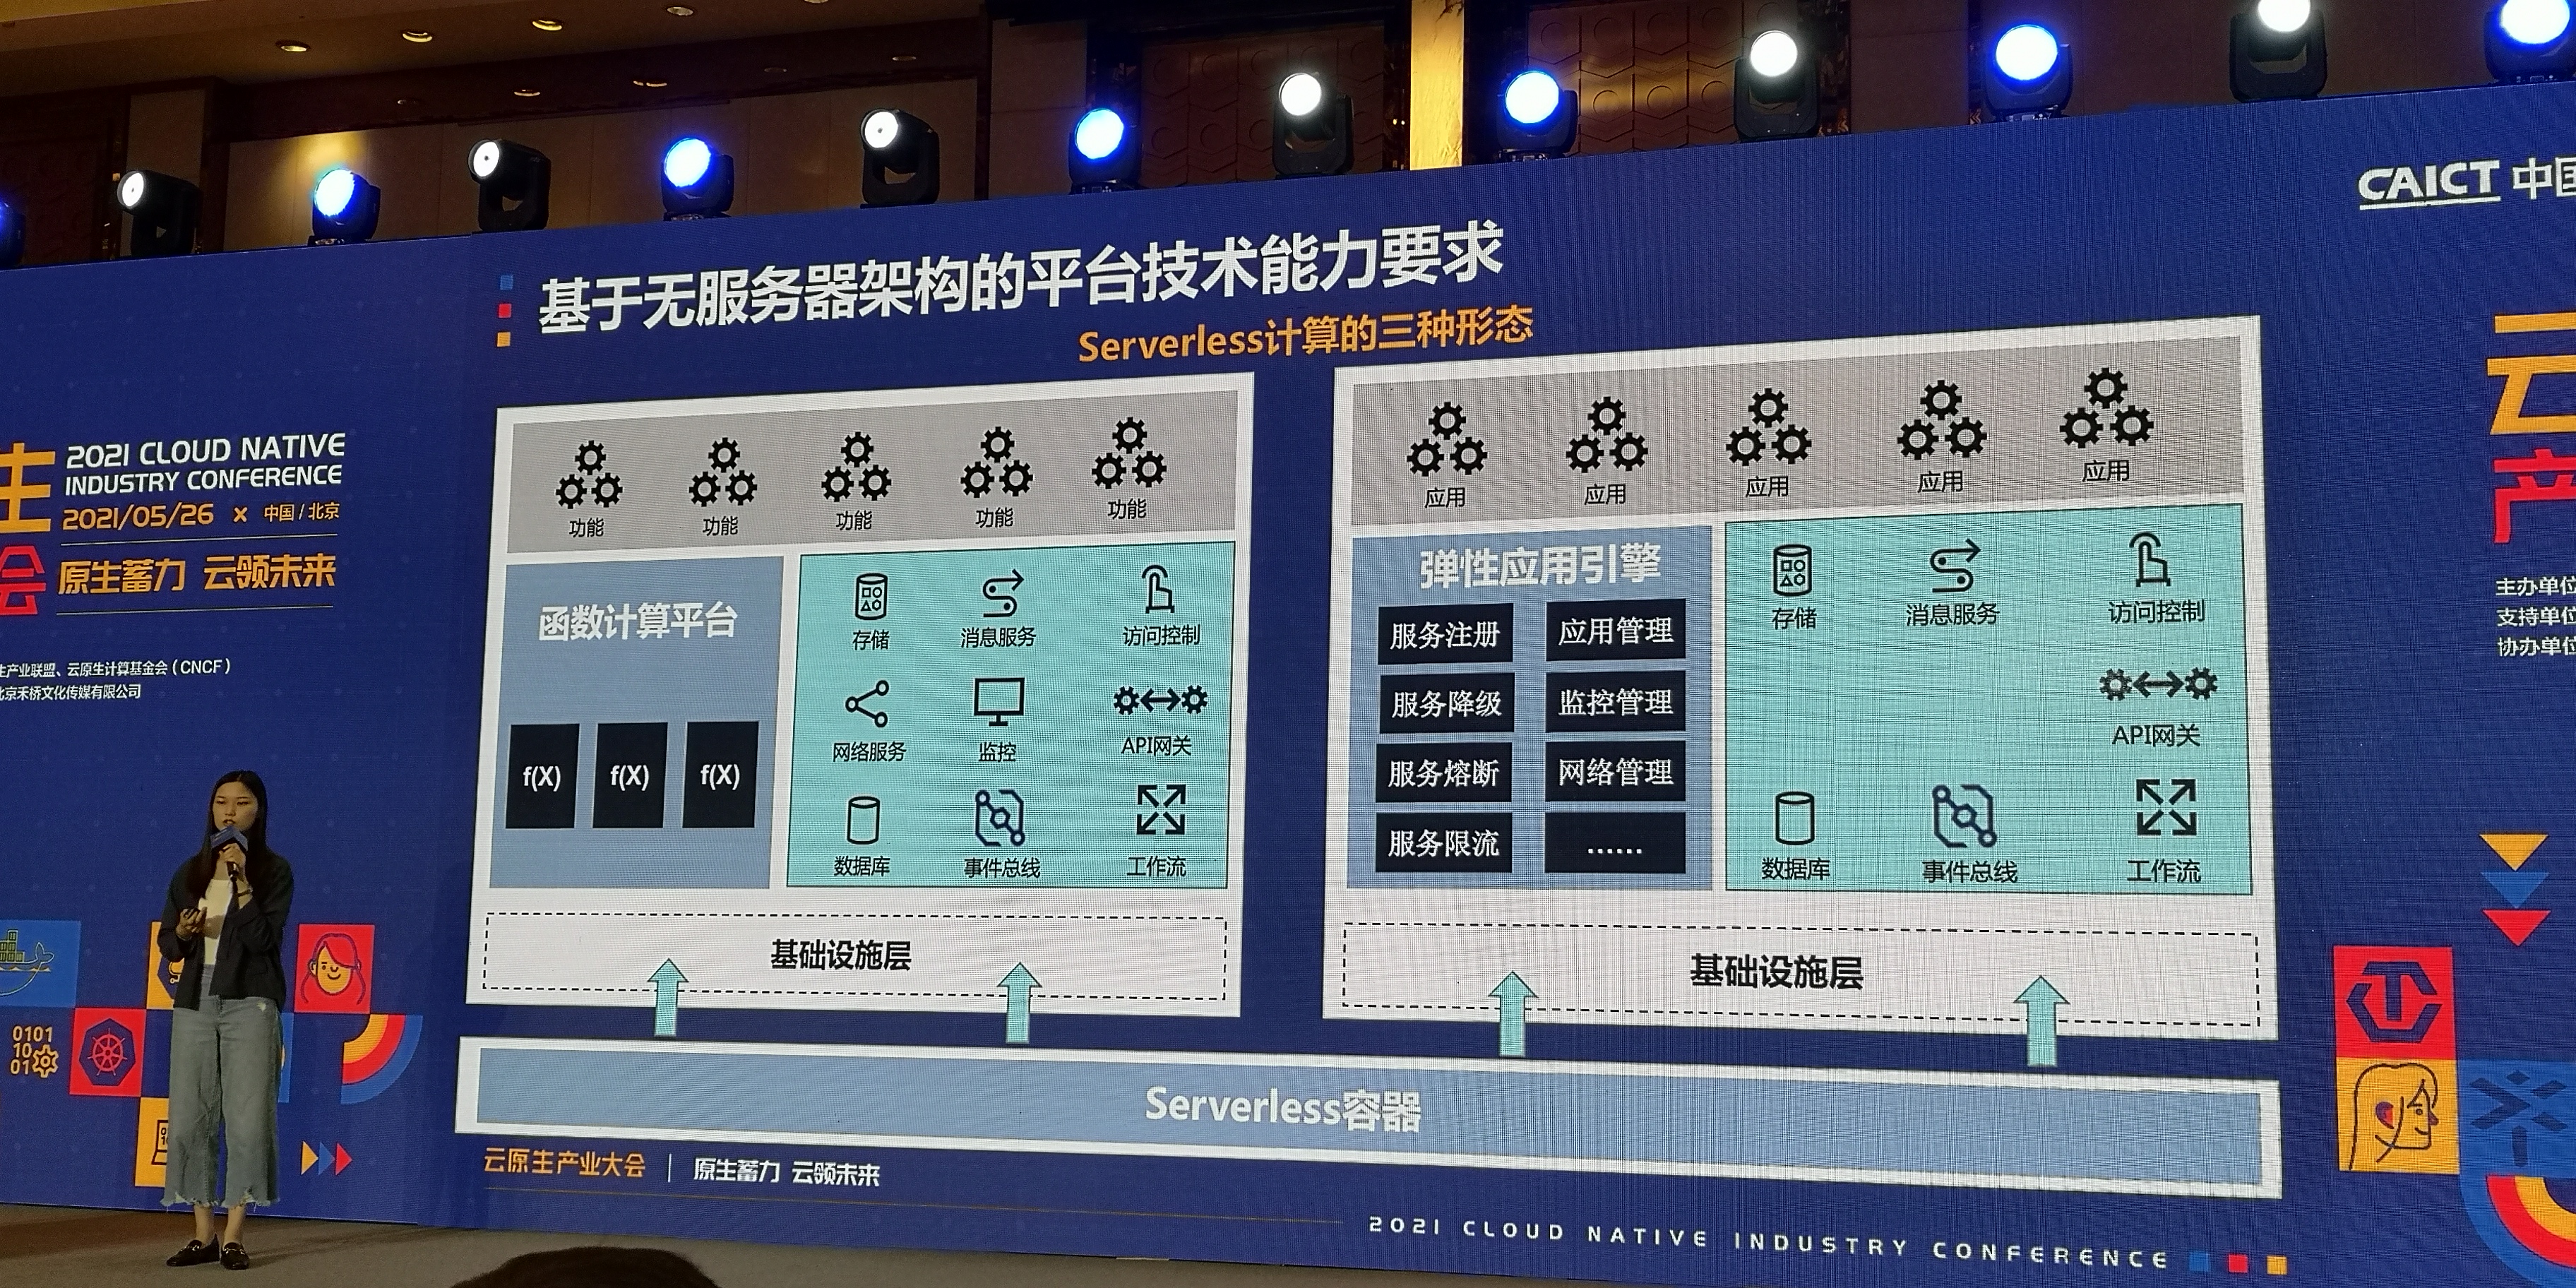 CAICT 中国
基于无服务器架构的平台技术能力要求
Serverless计算的三种形态
2021 CLOUD NATIVE
INDUSTRY CONFERENCE
2021/05/26 × 中国 / 北京
原生蓄力 云领未来
生产业联盟、云原生计算基金会（CNCF）
北京禾桥文化传媒有限公司
生
会
功能 功能 功能 功能 功能
函数计算平台
f(X) f(X) f(X)
存储 消息服务 访问控制
网络服务 监控 API网关
数据库 事件总线 工作流
基础设施层
应用 应用 应用 应用 应用
弹性应用引擎
服务注册 应用管理
服务降级 监控管理
服务熔断 网络管理
服务限流 ......
存储 消息服务 访问控制
API网关
数据库 事件总线 工作流
基础设施层
Serverless容器
云原生产业大会 | 原生蓄力 云领未来
2021 CLOUD NATIVE INDUSTRY CONFERENCE
0101
10
01
云
产
主办单位
支持单位
协办单位